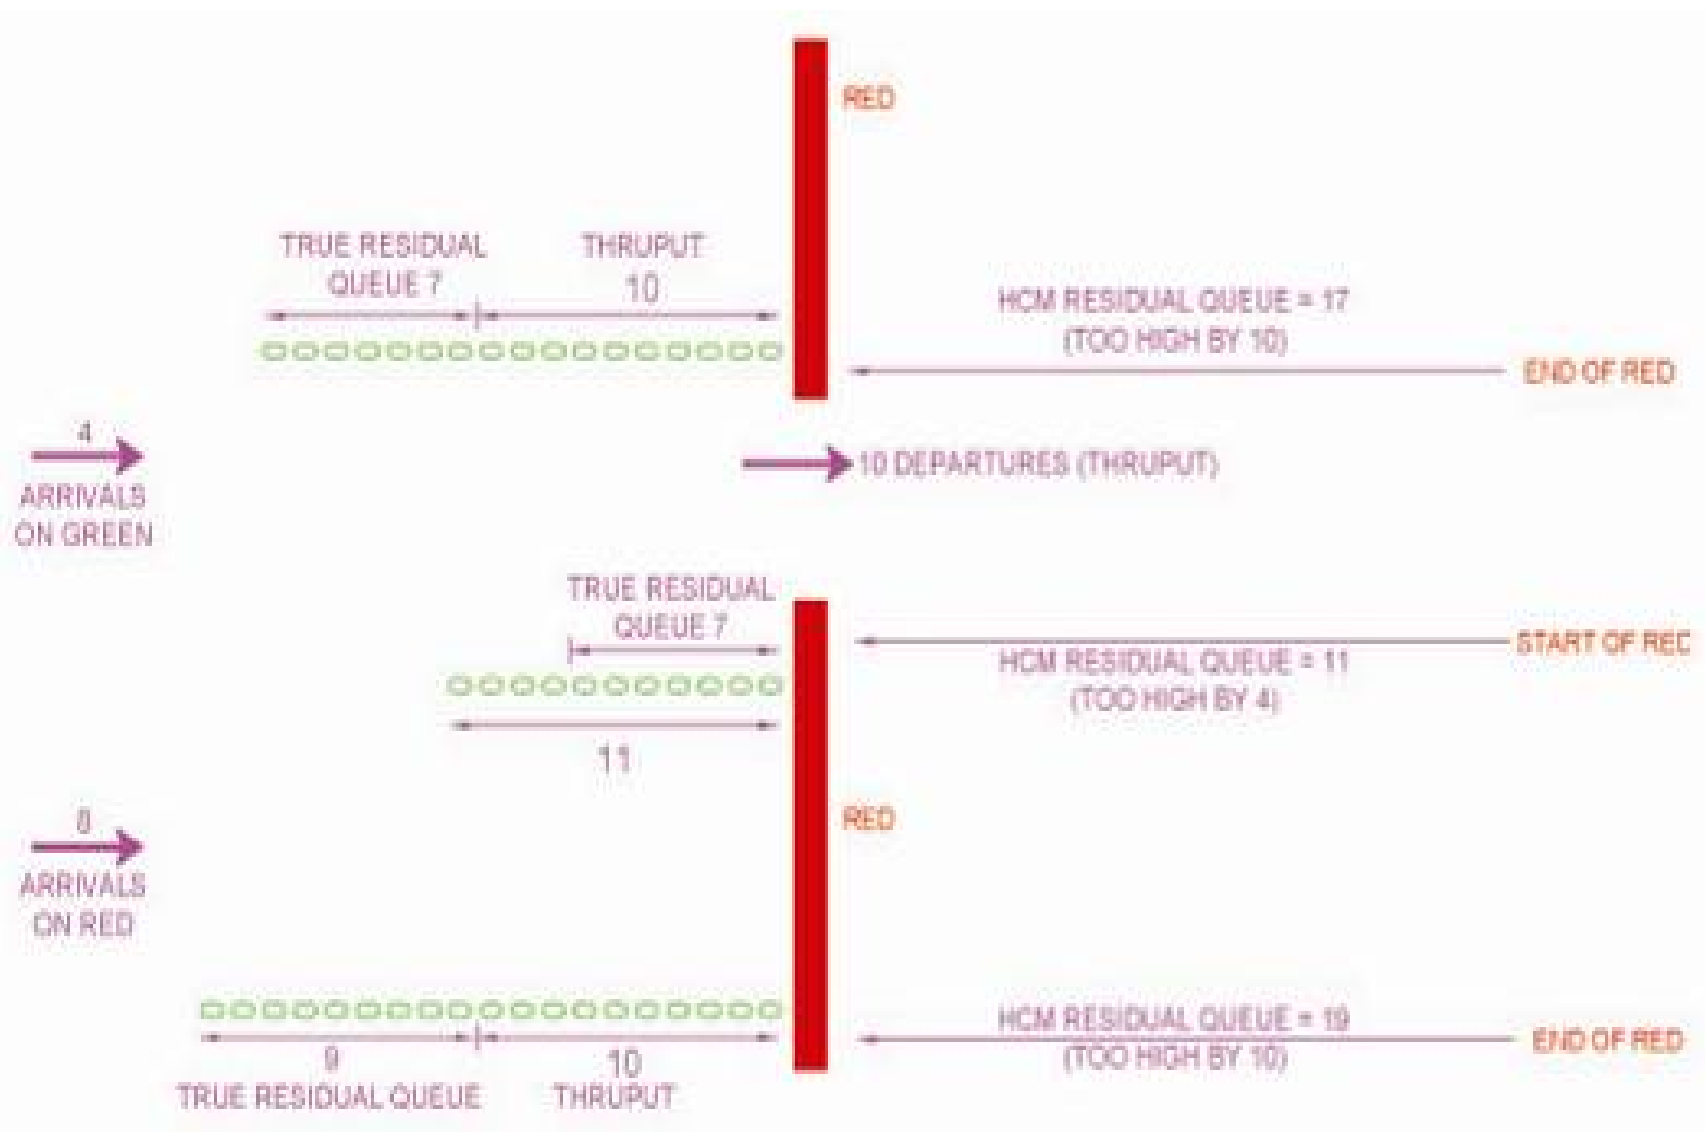 RED
TRUE RESIDUAL
QUEUE 7
THRUPUT
10
HCM RESIDUAL QUEUE = 17
(TOO HIGH BY 10)
END OF RED
4
ARRIVALS
ON GREEN
10 DEPARTURES (THRUPUT)
TRUE RESIDUAL
QUEUE 7
START OF RED
HCM RESIDUAL QUEUE = 11
(TOO HIGH BY 4)
11
RED
8
ARRIVALS
ON RED
HCM RESIDUAL QUEUE = 19
(TOO HIGH BY 10)
END OF RED
9
TRUE RESIDUAL QUEUE
10
THRUPUT